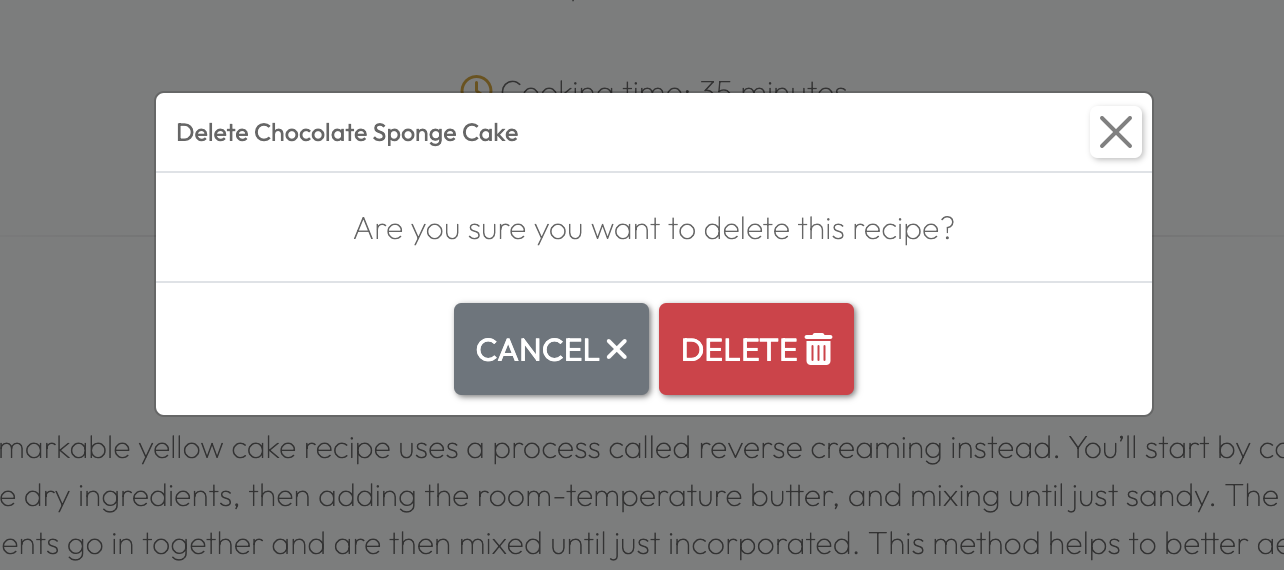 Cooking time: 35 minutes
Delete Chocolate Sponge Cake
Are you sure you want to delete this recipe?
CANCEL
DELETE
markable yellow cake recipe uses a process called reverse creaming instead. You’ll start by co
e dry ingredients, then adding the room-temperature butter, and mixing until just sandy. The
ents go in together and are then mixed until just incorporated. This method helps to better ae